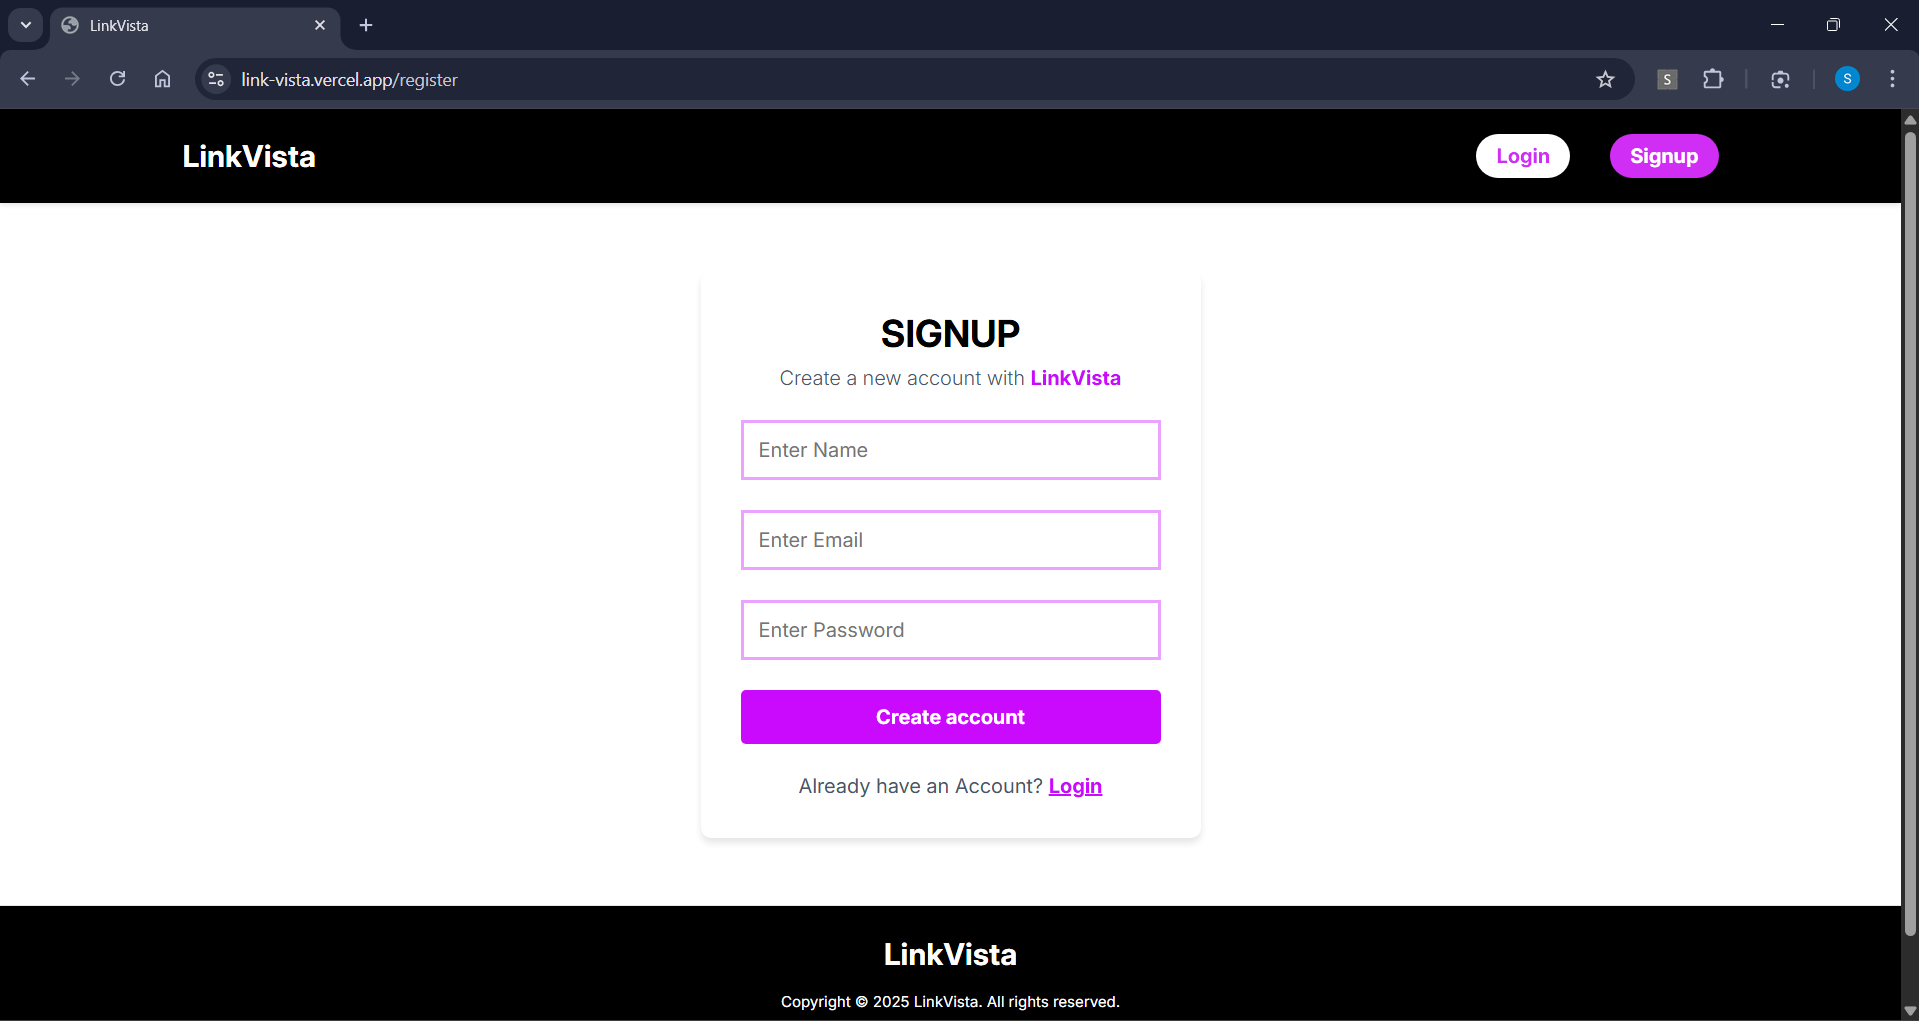 LinkVista
link-vista.vercel.app/register
S
S
LinkVista
Login
Signup
SIGNUP
Create a new account with LinkVista
Enter Name
Enter Email
Enter Password
Create account
Already have an Account? Login
LinkVista
Copyright © 2025 LinkVista. All rights reserved.